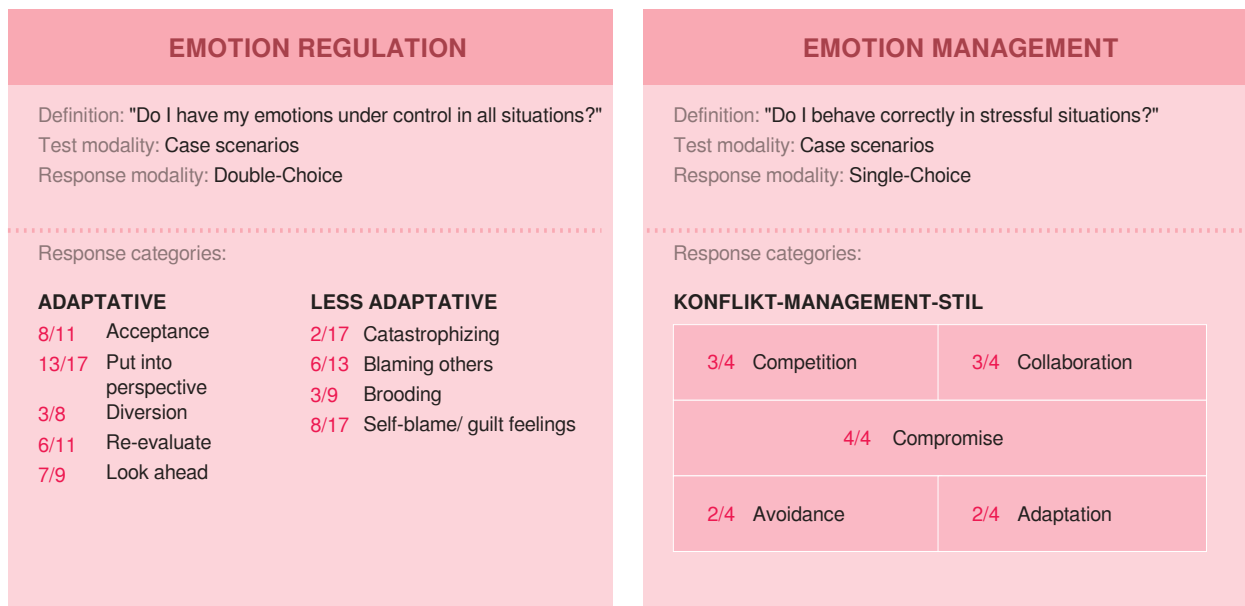 EMOTION REGULATION
Definition: "Do I have my emotions under control in all situations?"
Test modality: Case scenarios
Response modality: Double-Choice
Response categories:
ADAPTATIVE
8/11 Acceptance
13/17 Put into
perspective
3/8 Diversion
6/11 Re-evaluate
7/9 Look ahead
LESS ADAPTATIVE
2/17 Catastrophizing
6/13 Blaming others
3/9 Brooding
8/17 Self-blame/ guilt feelings
EMOTION MANAGEMENT
Definition: "Do I behave correctly in stressful situations?"
Test modality: Case scenarios
Response modality: Single-Choice
Response categories:
KONFLIKT-MANAGEMENT-STIL
3/4 Competition
3/4 Collaboration
4/4 Compromise
2/4 Avoidance
2/4 Adaptation